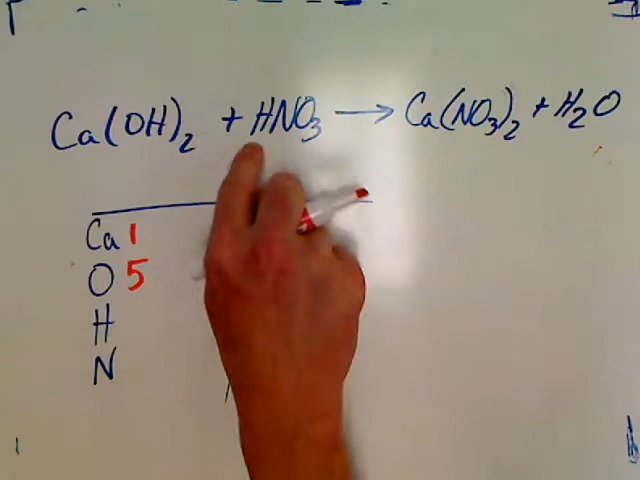 Ca(OH)₂ + HNO₃ → Ca(NO₃)₂ + H₂O
Ca 1
O 5
H
N